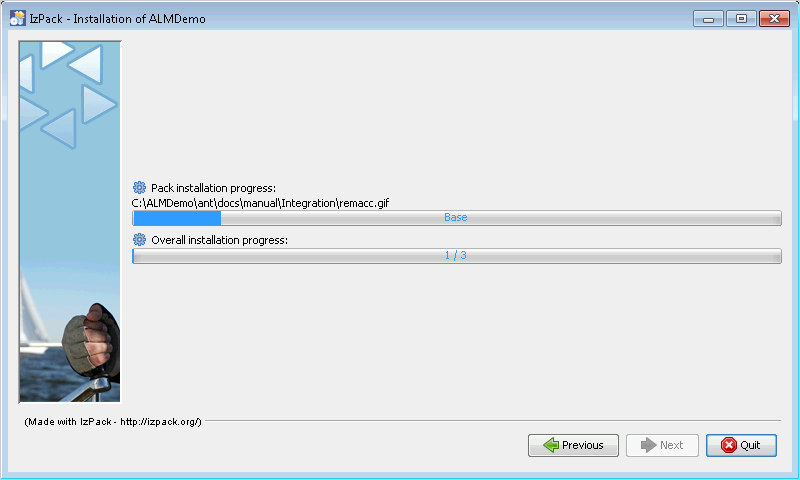 IzPack - Installation of ALMDemo
Pack installation progress:
C:\ALMDemo\ant\docs\manual\Integration\remacc.gif
Base
Overall installation progress:
1 / 3
(Made with IzPack - http://izpack.org/)
Previous
Next
Quit